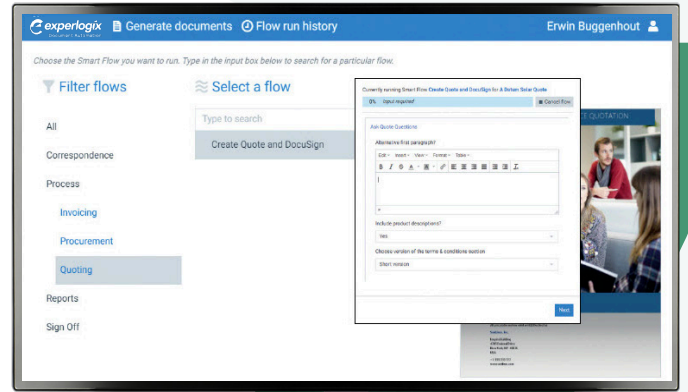 experlogix
Document Automation
Generate documents
Flow run history
Erwin Buggenhout
Choose the Smart Flow you want to run. Type in the input box below to search for a particular flow.
Filter flows
Select a flow
Type to search
Create Quote and DocuSign
All
Correspondence
Process
Invoicing
Procurement
Quoting
Reports
Sign Off
Currently running Smart Flow Create Quote and DocuSign for A Datum Solar Quote
0% Input required
Cancel flow
Ask Quote Questions
Alternative first paragraph?
Edit Insert View Format Table
Include product descriptions?
Yes
Choose version of the terms & conditions section
Short version
Next
QUOTATION